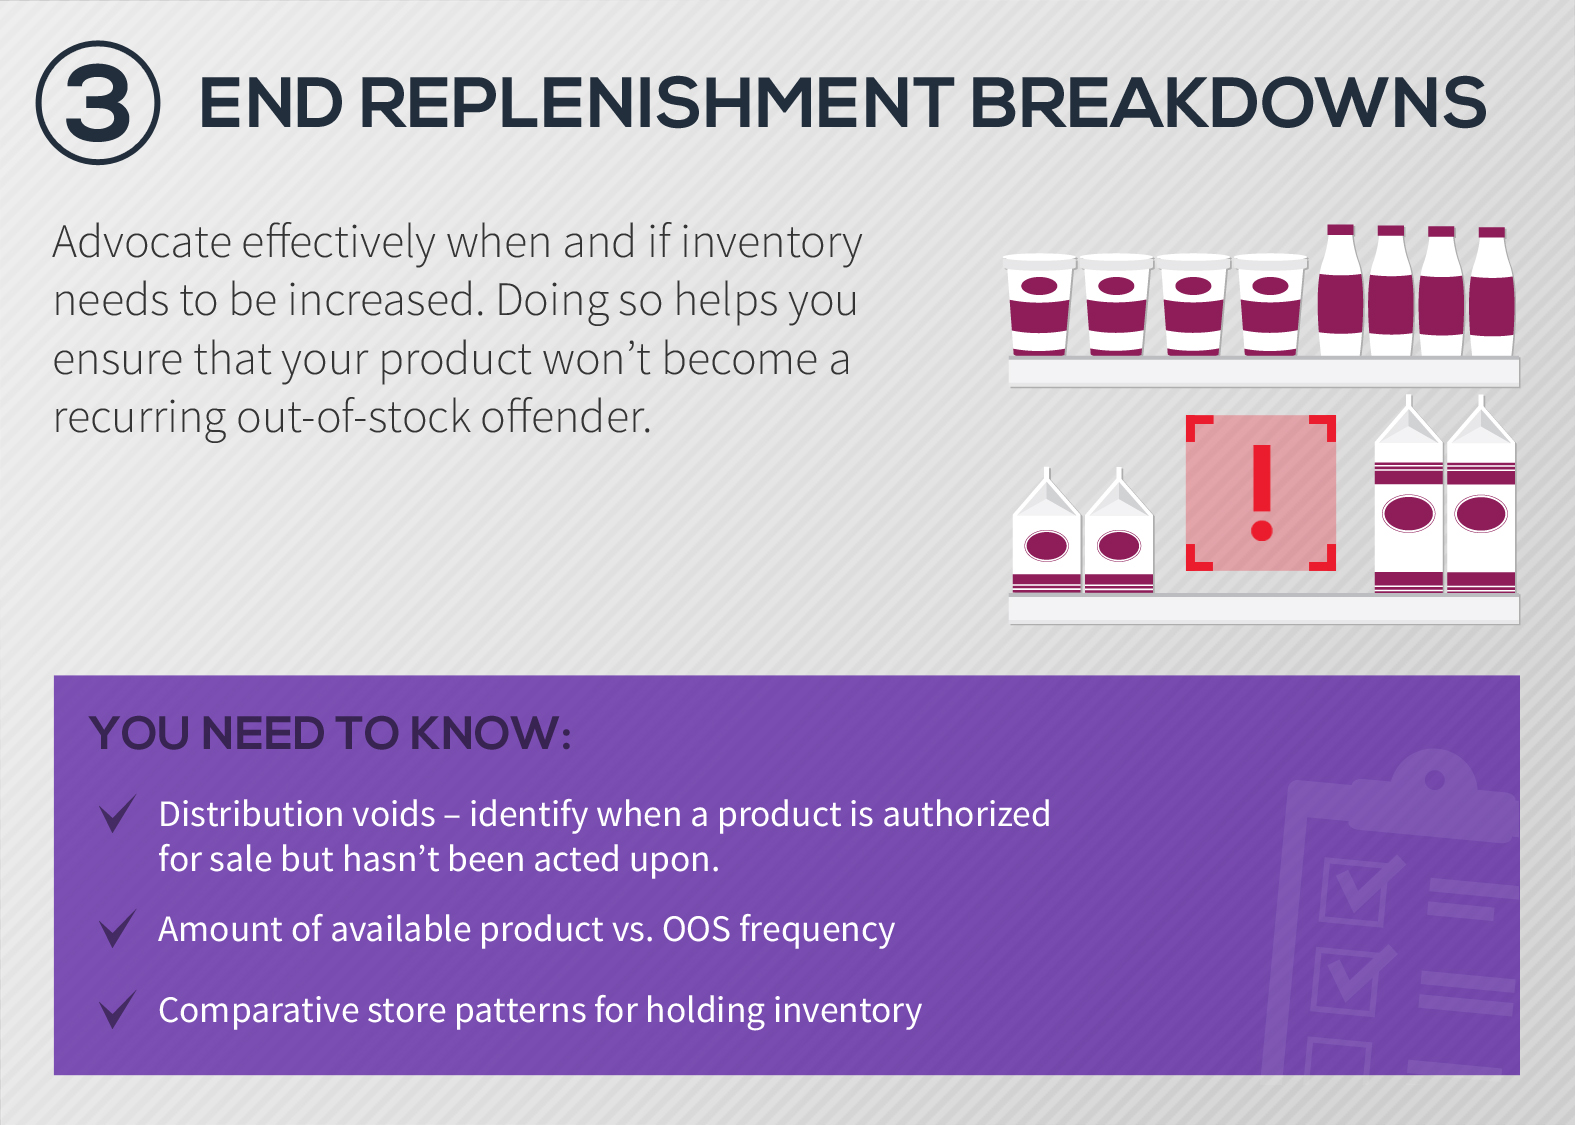 3 END REPLENISHMENT BREAKDOWNS
Advocate effectively when and if inventory
needs to be increased. Doing so helps you
ensure that your product won’t become a
recurring out-of-stock offender.
!
YOU NEED TO KNOW:
Distribution voids – identify when a product is authorized
for sale but hasn’t been acted upon.
Amount of available product vs. OOS frequency
Comparative store patterns for holding inventory